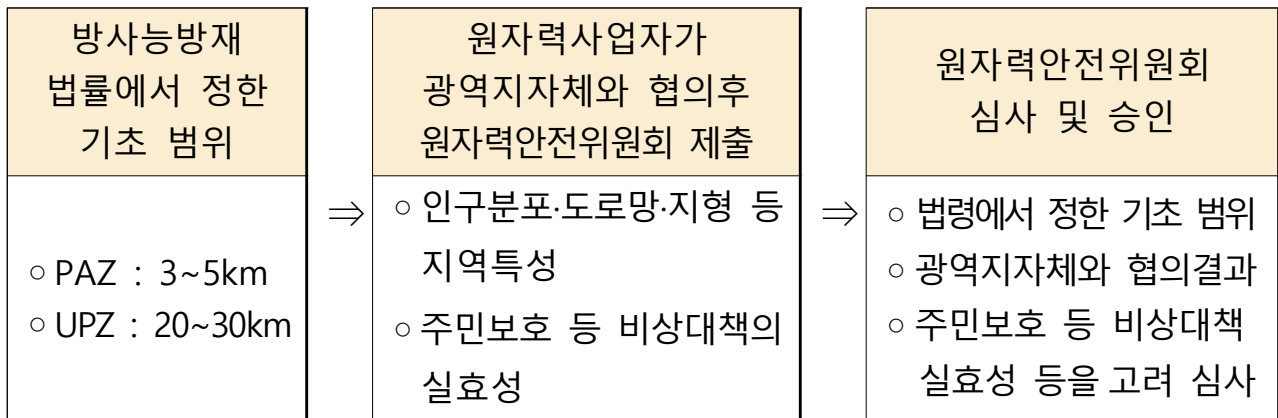 방사능방재
법률에서 정한
기초 범위
○ PAZ : 3~5km
○ UPZ : 20~30km
⇒
원자력사업자가
광역지자체와 협의후
원자력안전위원회 제출
○ 인구분포·도로망·지형 등
지역특성
○ 주민보호 등 비상대책의
실효성
⇒
원자력안전위원회
심사 및 승인
○ 법령에서 정한 기초 범위
○ 광역지자체와 협의결과
○ 주민보호 등 비상대책
실효성 등을 고려 심사